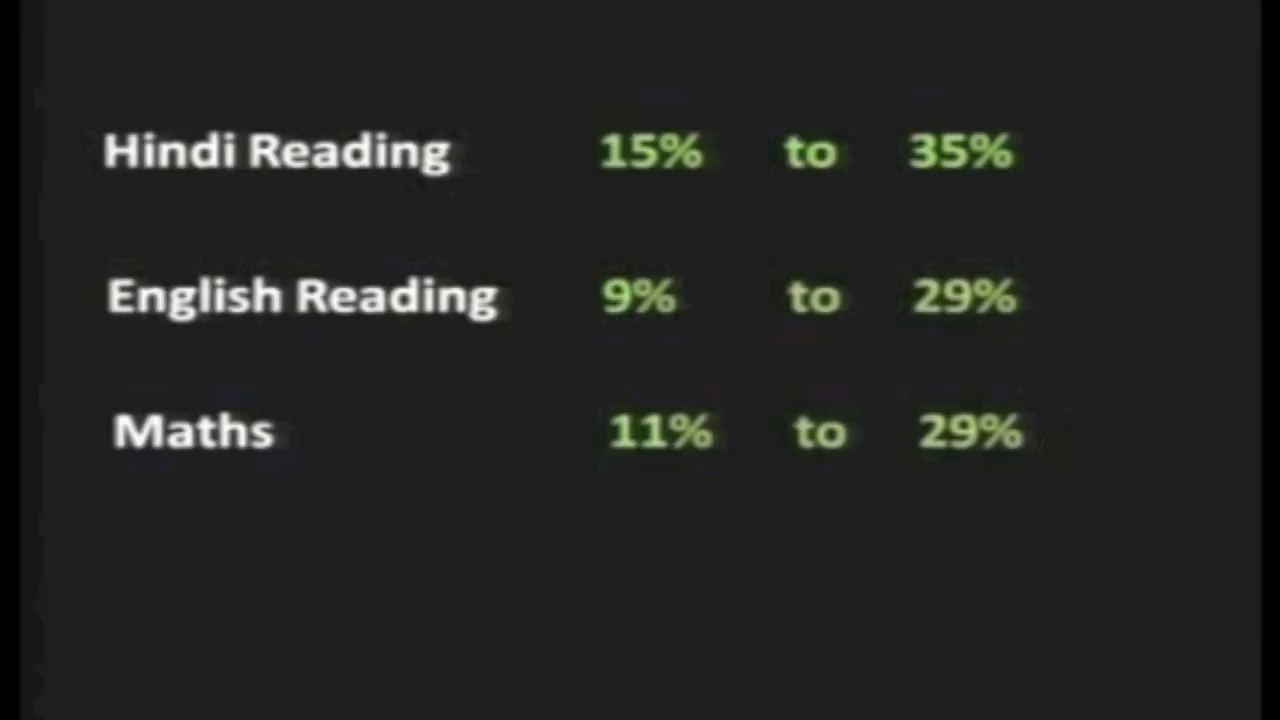 Hindi Reading 15% to 35%
English Reading 9% to 29%
Maths 11% to 29%